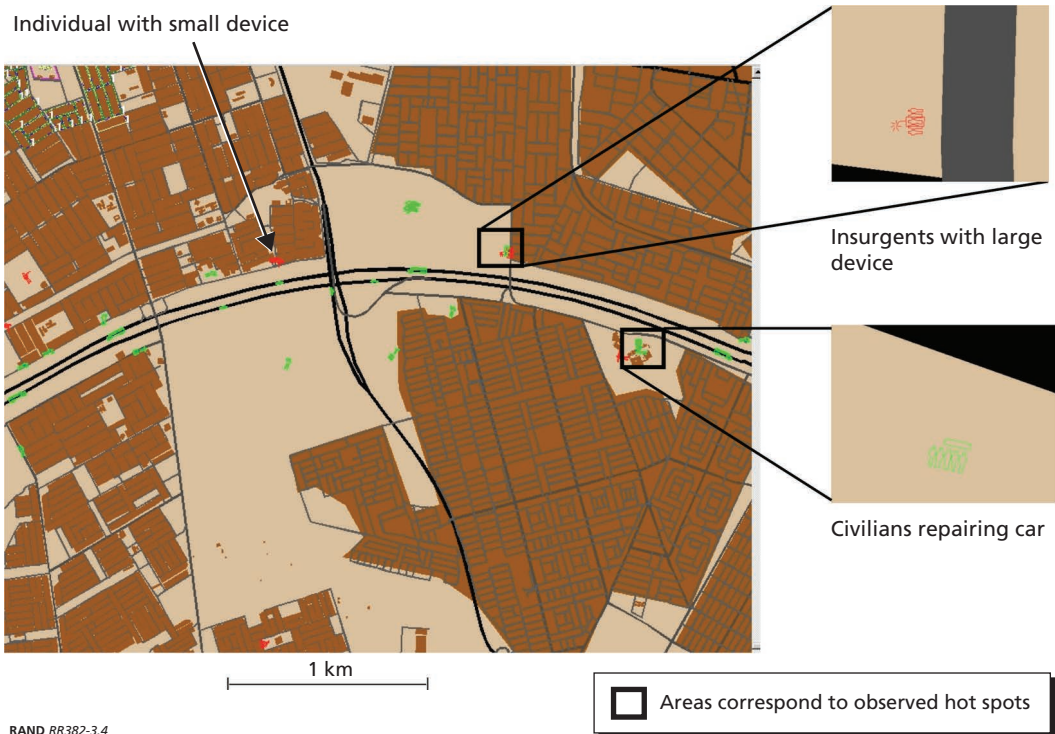 Individual with small device
Insurgents with large
device
Civilians repairing car
1 km
Areas correspond to observed hot spots
RAND RR382-3.4